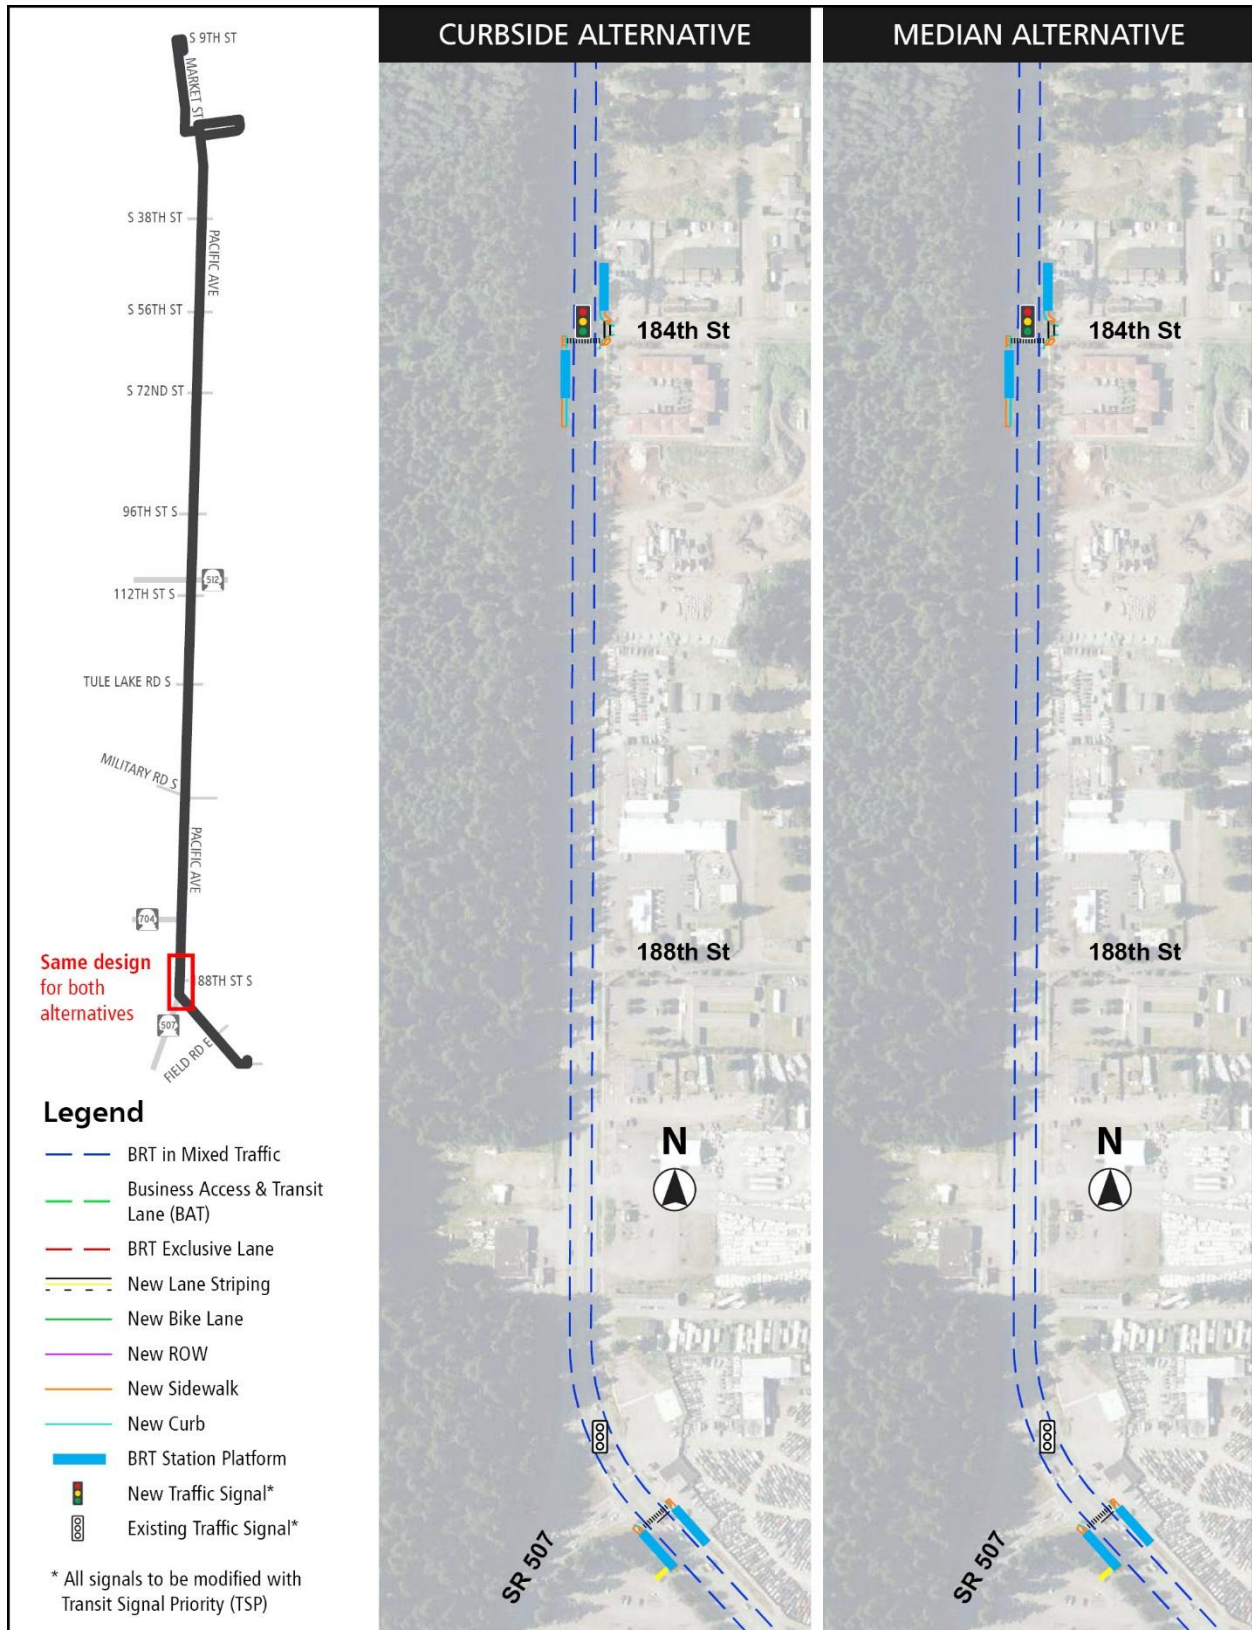 CURBSIDE ALTERNATIVE
MEDIAN ALTERNATIVE
S 9TH ST
MARKET ST
S 38TH ST
PACIFIC AVE
S 56TH ST
S 72ND ST
96TH ST S
512
112TH ST S
TULE LAKE RD S
MILITARY RD S
PACIFIC AVE
704
Same design
for both
alternatives
88TH ST S
507
FIELD RD E
Legend
BRT in Mixed Traffic
Business Access & Transit
Lane (BAT)
BRT Exclusive Lane
New Lane Striping
New Bike Lane
New ROW
New Sidewalk
New Curb
BRT Station Platform
New Traffic Signal*
Existing Traffic Signal*
* All signals to be modified with
Transit Signal Priority (TSP)
184th St
188th St
N
SR 507
184th St
188th St
N
SR 507